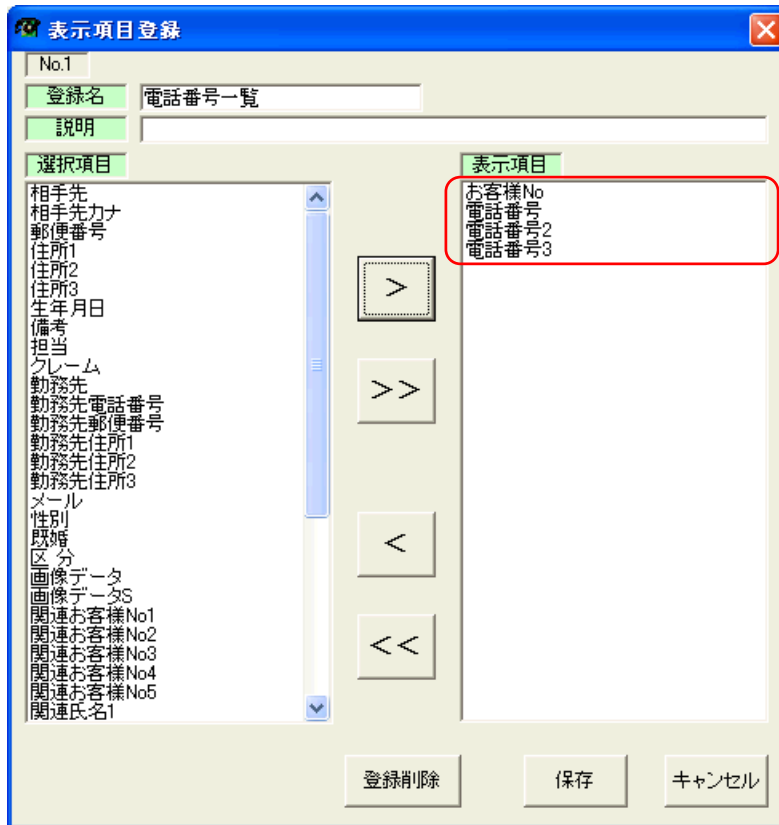 表示項目登録
No.1
登録名
電話番号一覧
説明
選択項目
相手先
相手先カナ
郵便番号
住所1
住所2
住所3
生年月日
備考
担当
クレーム
勤務先
勤務先電話番号
勤務先郵便番号
勤務先住所1
勤務先住所2
勤務先住所3
メール
性別
既婚
区 分
画像データ
画像データS
関連お客様No1
関連お客様No2
関連お客様No3
関連お客様No4
関連お客様No5
関連氏名1
>
>>
<
<<
表示項目
お客様No
電話番号
電話番号2
電話番号3
登録削除
保存
キャンセル